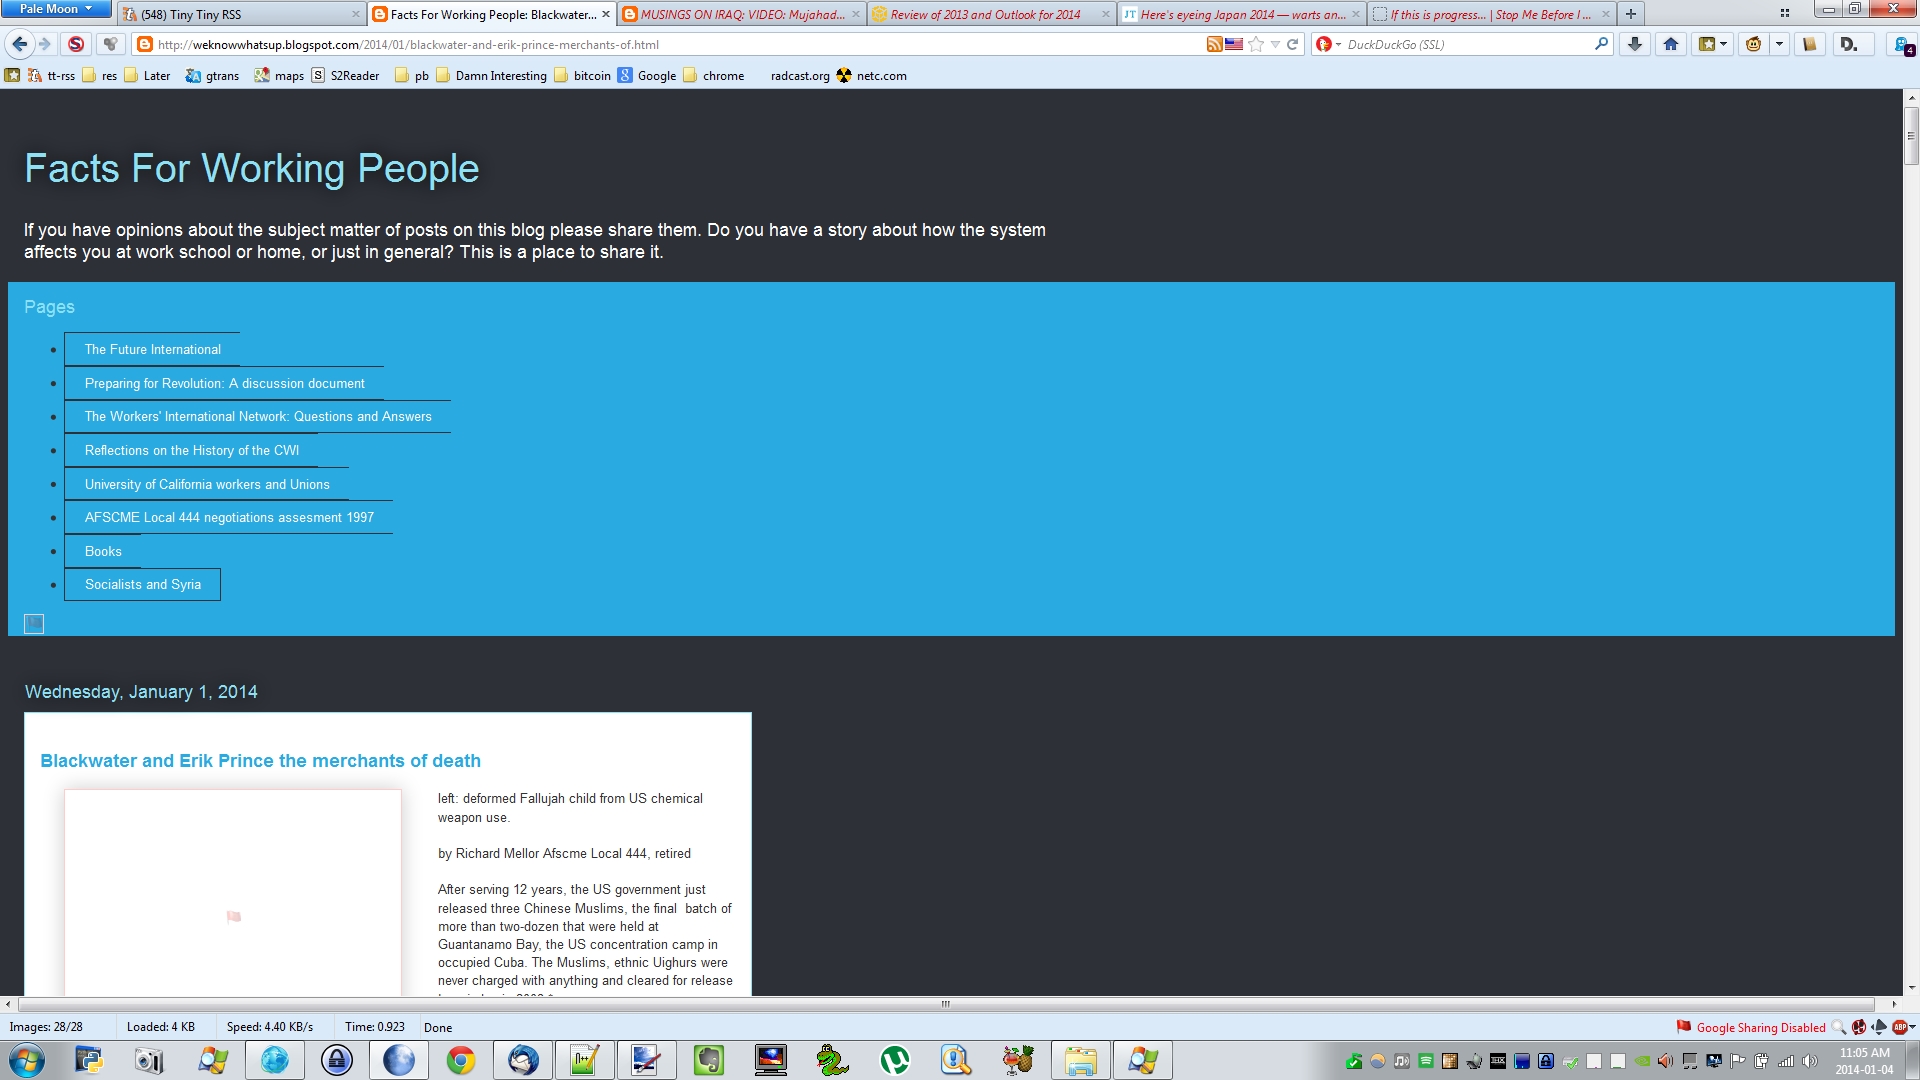 Pale Moon
(548) Tiny Tiny RSS
Facts For Working People: Blackwater...
MUSINGS ON IRAQ: VIDEO: Mujahad...
Review of 2013 and Outlook for 2014
JT Here's eyeing Japan 2014 — warts an...
If this is progress... | Stop Me Before I ...
http://weknowwhatsup.blogspot.com/2014/01/blackwater-and-erik-prince-merchants-of.html
DuckDuckGo (SSL)
D.
4
tt-rss
res
Later
gtrans
maps
S S2Reader
pb
Damn Interesting
bitcoin
Google
chrome
radcast.org
netc.com
Facts For Working People
If you have opinions about the subject matter of posts on this blog please share them. Do you have a story about how the system
affects you at work school or home, or just in general? This is a place to share it.
Pages
The Future International
Preparing for Revolution: A discussion document
The Workers' International Network: Questions and Answers
Reflections on the History of the CWI
University of California workers and Unions
AFSCME Local 444 negotiations assesment 1997
Books
Socialists and Syria
Wednesday, January 1, 2014
Blackwater and Erik Prince the merchants of death
left: deformed Fallujah child from US chemical
weapon use.
by Richard Mellor Afscme Local 444, retired
After serving 12 years, the US government just
released three Chinese Muslims, the final batch of
more than two-dozen that were held at
Guantanamo Bay, the US concentration camp in
occupied Cuba. The Muslims, ethnic Uighurs were
never charged with anything and cleared for release
Images: 28/28
Loaded: 4 KB
Speed: 4.40 KB/s
Time: 0.923
Done
Google Sharing Disabled
ABP
11:05 AM
2014-01-04